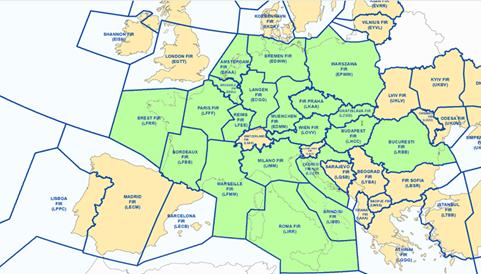 KOBENHAVN
FIR
(EKDK)
(EVRR)
VILNIUS FIR
(EYVL)
SHANNON FIR
(EISN)
LONDON FIR
(EGTT)
AMSTERDAM
FIR
(EHAA)
BREMEN FIR
(EDWW)
WARSZAWA
FIR
(EPWW)
LANGEN
FIR
(EDGG)
LVIV FIR
(UKLV)
KYIV FIR
(UKBV)
BREST FIR
(LFRR)
PARIS FIR
(LFFF)
REIMS
FIR
(LFEE)
MUENCHEN
FIR
(EDMM)
FIR PRAHA
(LKAA)
BRATISLAVA FIR
WIEN FIR
(LOVV)
BUDAPEST
FIR
(LHCC)
ODESA FIR
BORDEAUX
FIR
(LFBB)
MILANO FIR
(LIMM)
BUCURESTI
FIR
(LRBB)
MARSEILLE
FIR
(LFMM)
SARAJEVO
FIR
(LQSB)
BEOGRAD
FIR
(LYBA)
FIR SOFIA
(LBSR)
LISBOA
FIR
(LPPC)
MADRID
FIR
(LECM)
BARCELONA
FIR
(LECB)
ROMA FIR
(LIRR)
BRINDISI
FIR
(LIBB)
ISTANBUL
FIR
(LTBB)
ATHINAI
FIR
(LGGG)